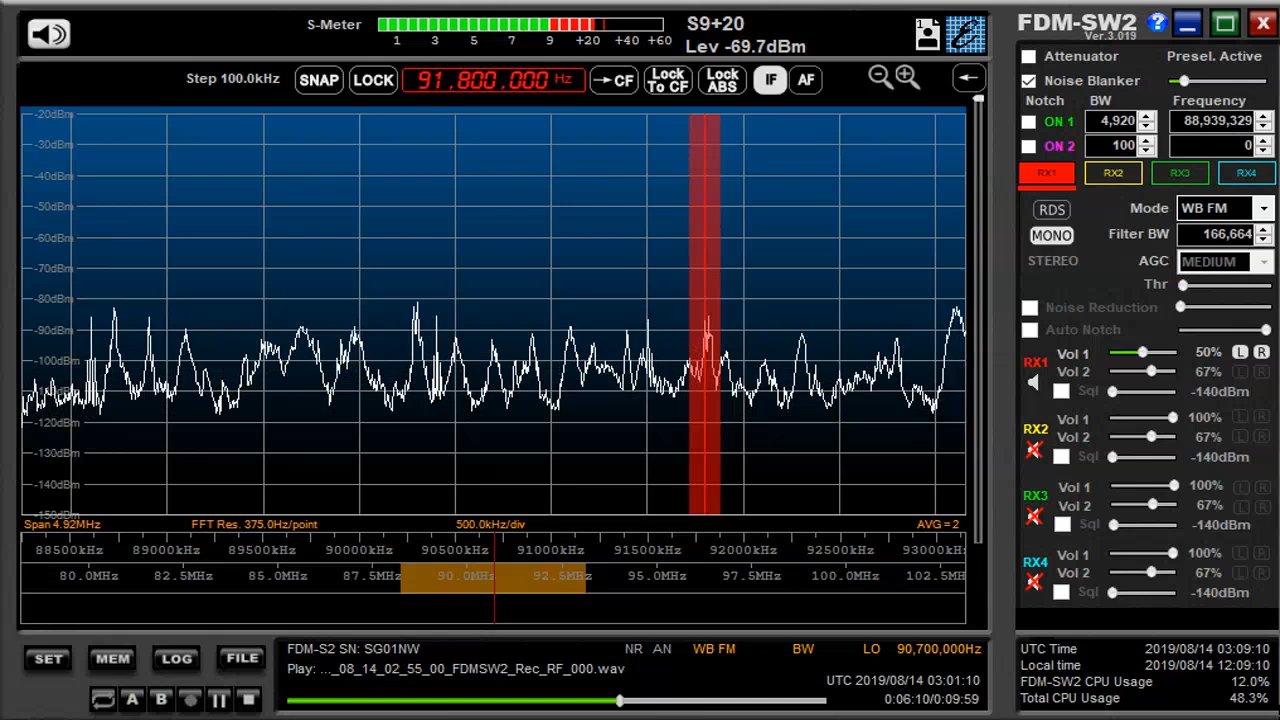 S-Meter
1 3 5 7 9 +20 +40 +60
S9+20
Lev -69.7dBm
1
FDM-SW2
?
Ver.3.019
Step 100.0kHz
SNAP
LOCK
91,800,000 Hz
→CF
Lock To CF
Lock ABS
IF
AF
-20dBm
-30dBm
-40dBm
-50dBm
-60dBm
-70dBm
-80dBm
-90dBm
-100dBm
-110dBm
-120dBm
-130dBm
-140dBm
-150dBm
Span 4.92MHz FFT Res. 375.0Hz/point 500.0kHz/div AVG = 2
88500kHz 89000kHz 89500kHz 90000kHz 90500kHz 91000kHz 91500kHz 92000kHz 92500kHz 93000kH
80.0MHz 82.5MHz 85.0MHz 87.5MHz 90.0MHz 92.5MHz 95.0MHz 97.5MHz 100.0MHz 102.5MH
Attenuator Presel. Active
Noise Blanker
Notch BW Frequency
ON 1 4,920 88,939,329
ON 2 100 0
RX1 RX2 RX3 RX4
RDS Mode WB FM
MONO Filter BW 166,664
STEREO AGC MEDIUM
Thr
Noise Reduction
Auto Notch
RX1 Vol 1 50% L R
Vol 2 67% L R
Sql -140dBm
RX2 Vol 1 100% L R
Vol 2 67% L R
Sql -140dBm
RX3 Vol 1 100% L R
Vol 2 67% L R
Sql -140dBm
RX4 Vol 1 100% L R
Vol 2 67% L R
Sql -140dBm
SET MEM LOG FILE
A B
FDM-S2 SN: SG01NW NR AN WB FM BW LO 90,700,000Hz
Play: ..._08_14_02_55_00_FDMSW2_Rec_RF_000.wav
UTC 2019/08/14 03:01:10
0:06:10/0:09:59
UTC Time 2019/08/14 03:09:10
Local time 2019/08/14 12:09:10
FDM-SW2 CPU Usage 12.0%
Total CPU Usage 48.3%